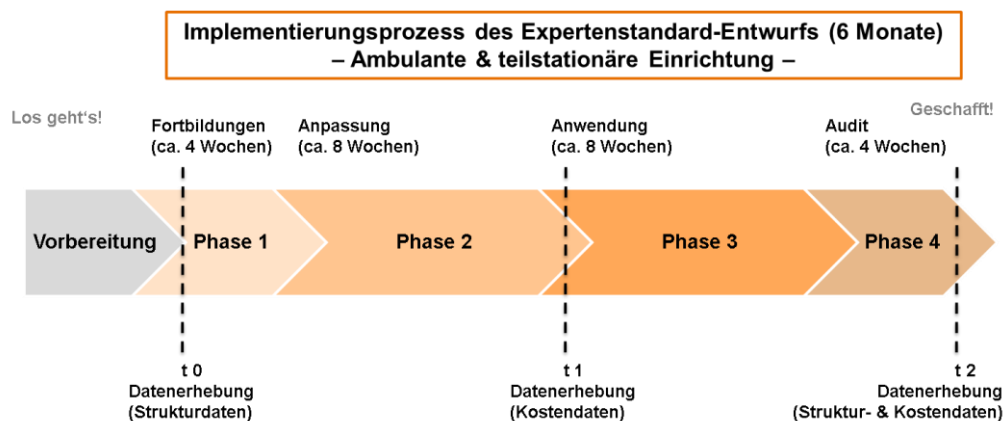 Implementierungsprozess des Expertenstandard-Entwurfs (6 Monate)
– Ambulante & teilstationäre Einrichtung –
Los geht's!
Geschafft!
Fortbildungen
(ca. 4 Wochen)
Anpassung
(ca. 8 Wochen)
Anwendung
(ca. 8 Wochen)
Audit
(ca. 4 Wochen)
Vorbereitung
Phase 1
Phase 2
Phase 3
Phase 4
t 0
Datenerhebung
(Strukturdaten)
t 1
Datenerhebung
(Kostendaten)
t 2
Datenerhebung
(Struktur- & Kostendaten)